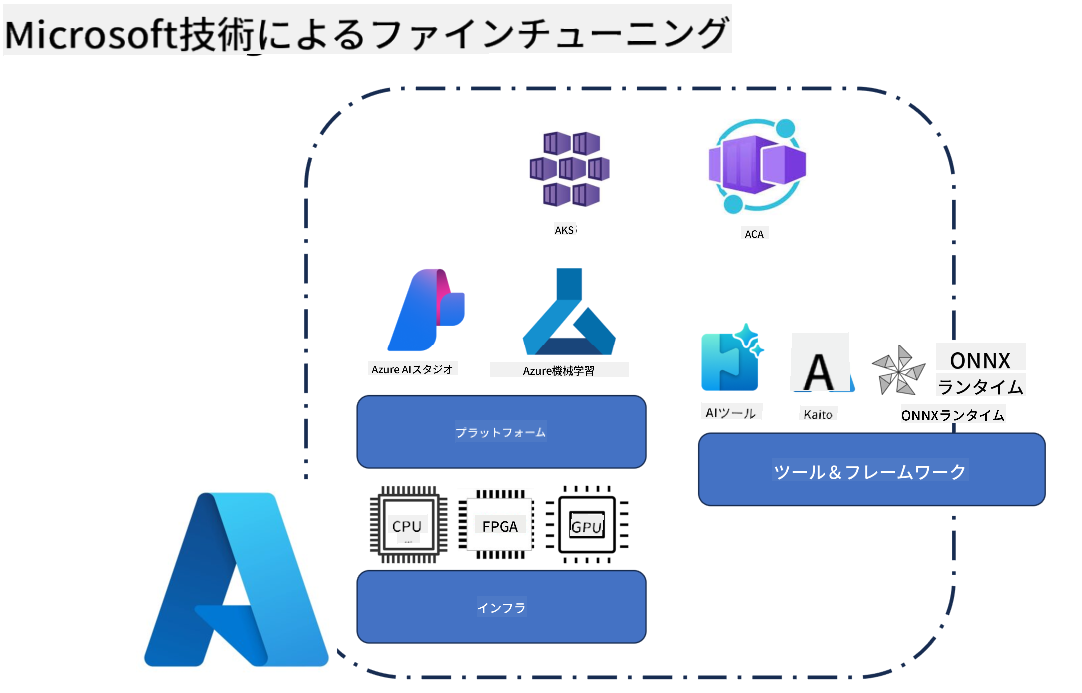 Microsoft技術によるファインチューニング
AKS
ACA
Azure AIスタジオ
Azure機械学習
AIツール
A
Kaito
ONNX
ランタイム
ONNXランタイム
プラットフォーム
ツール＆フレームワーク
CPU
FPGA
GPU
インフラ